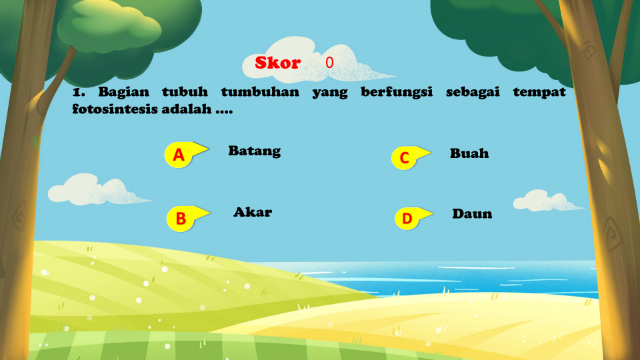 Skor 0
1. Bagian tubuh tumbuhan yang berfungsi sebagai tempat
fotosintesis adalah ....
A Batang
C Buah
B Akar
D Daun